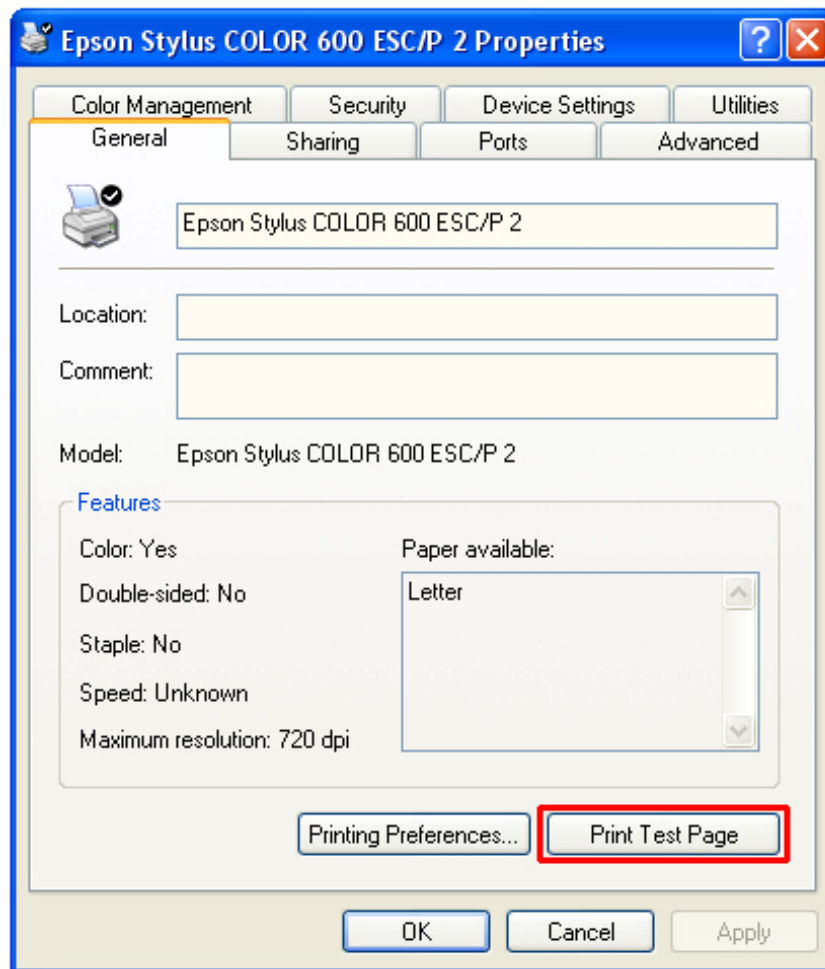 Epson Stylus COLOR 600 ESC/P 2 Properties
Color Management Security Device Settings Utilities
General Sharing Ports Advanced
Epson Stylus COLOR 600 ESC/P 2
Location:
Comment:
Model: Epson Stylus COLOR 600 ESC/P 2
Features
Color: Yes Paper available:
Double-sided: No Letter
Staple: No
Speed: Unknown
Maximum resolution: 720 dpi
Printing Preferences... Print Test Page
OK Cancel Apply